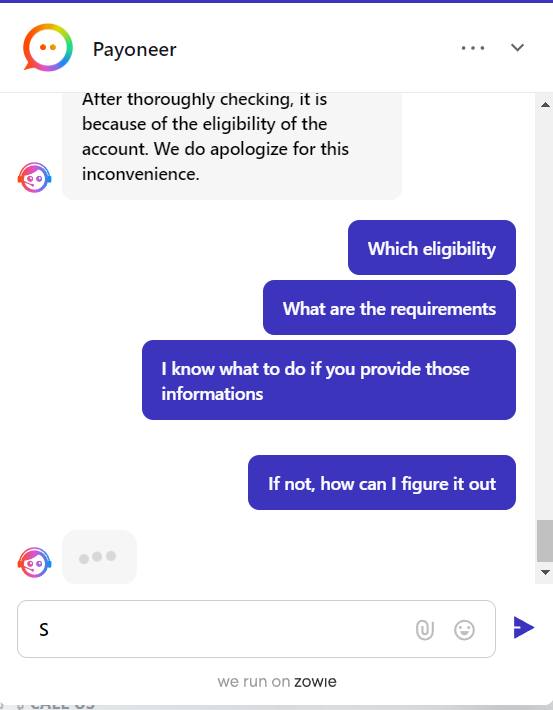 Payoneer
After thoroughly checking, it is
because of the eligibility of the
account. We do apologize for this
inconvenience.
Which eligibility
What are the requirements
I know what to do if you provide those
informations
If not, how can I figure it out
S
we run on zowie
CALL US